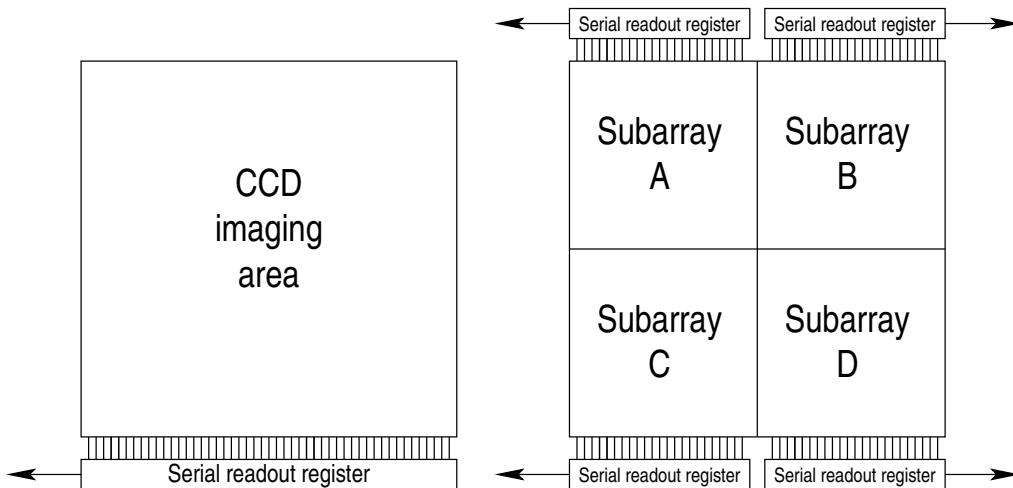 CCD
imaging
area
Serial readout register
Serial readout register
Serial readout register
Subarray
A
Subarray
B
Subarray
C
Subarray
D
Serial readout register
Serial readout register